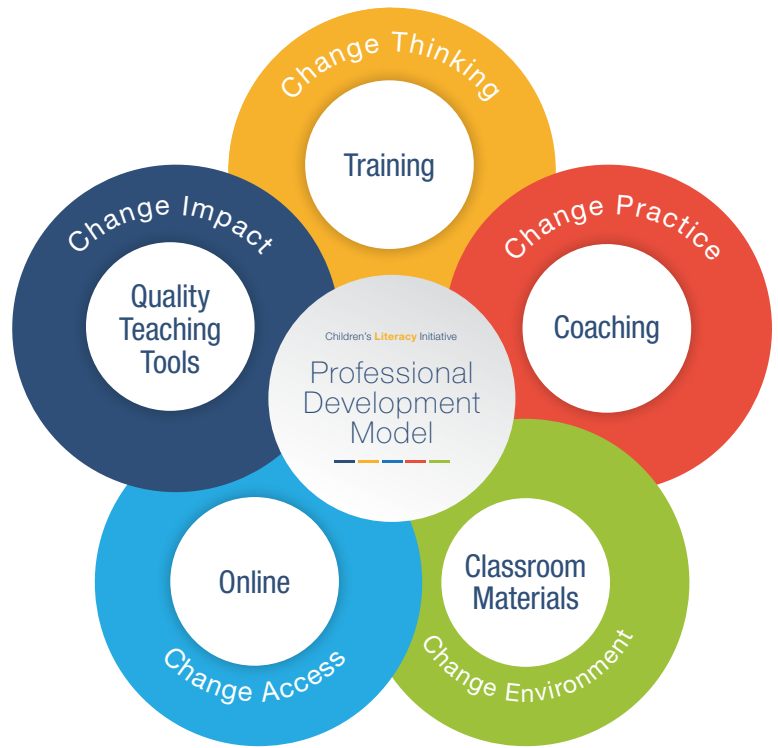 Change Thinking
Training
Change Impact
Quality
Teaching
Tools
Change Practice
Coaching
Children's Literacy Initiative
Professional
Development
Model
Online
Change Access
Classroom
Materials
Change Environment